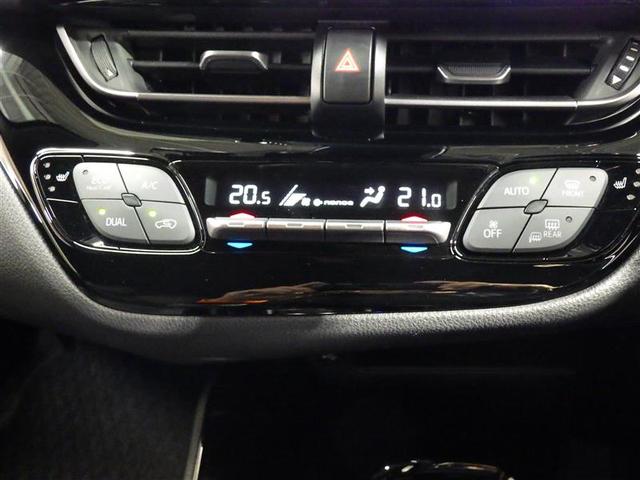 A/C
DUAL
20.5
nanoe
21.0
AUTO
FRONT
OFF
REAR